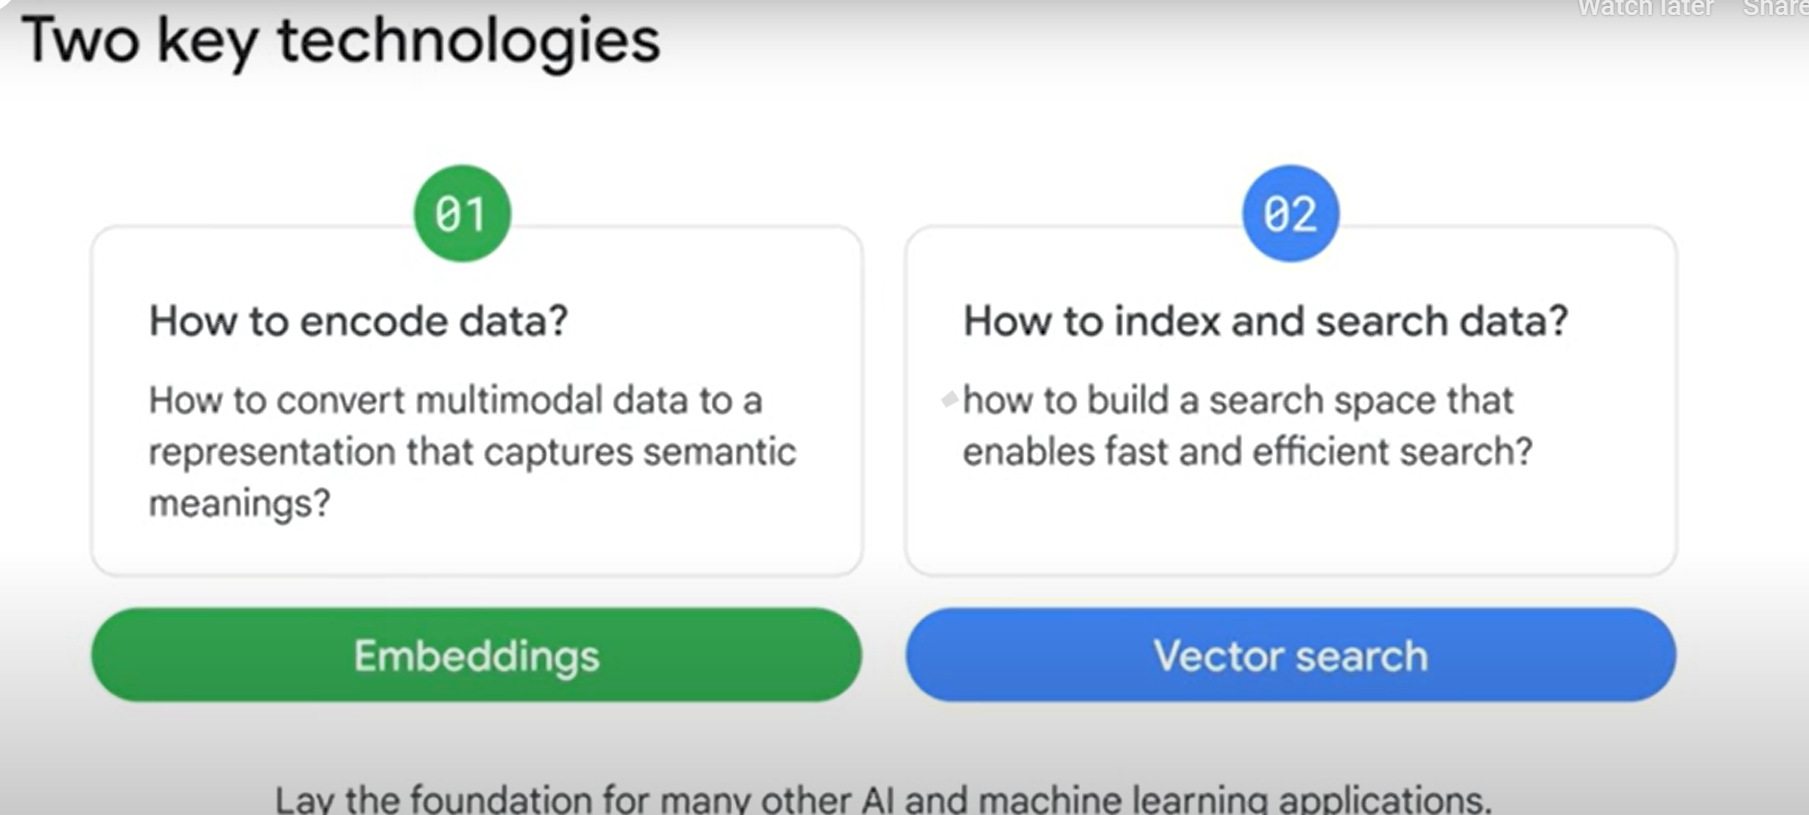 Watch later Share
Two key technologies
01
How to encode data?
How to convert multimodal data to a
representation that captures semantic
meanings?
Embeddings
02
How to index and search data?
how to build a search space that
enables fast and efficient search?
Vector search
Lay the foundation for many other AI and machine learning applications.